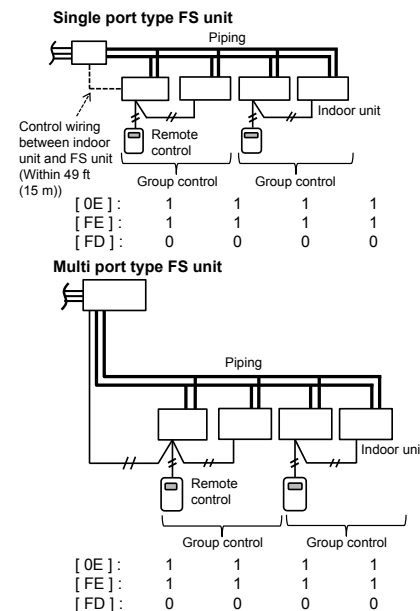 Single port type FS unit
Piping
Control wiring
between indoor
unit and FS unit
(Within 49 ft
(15 m))
Remote
control
Indoor unit
Group control Group control
[ 0E ] : 1 1 1 1
[ FE ] : 1 1 1 1
[ FD ] : 0 0 0 0
Multi port type FS unit
Piping
Indoor uni
Remote
control
Group control Group control
[ 0E ] : 1 1 1 1
[ FE ] : 1 1 1 1
[ FD ] : 0 0 0 0